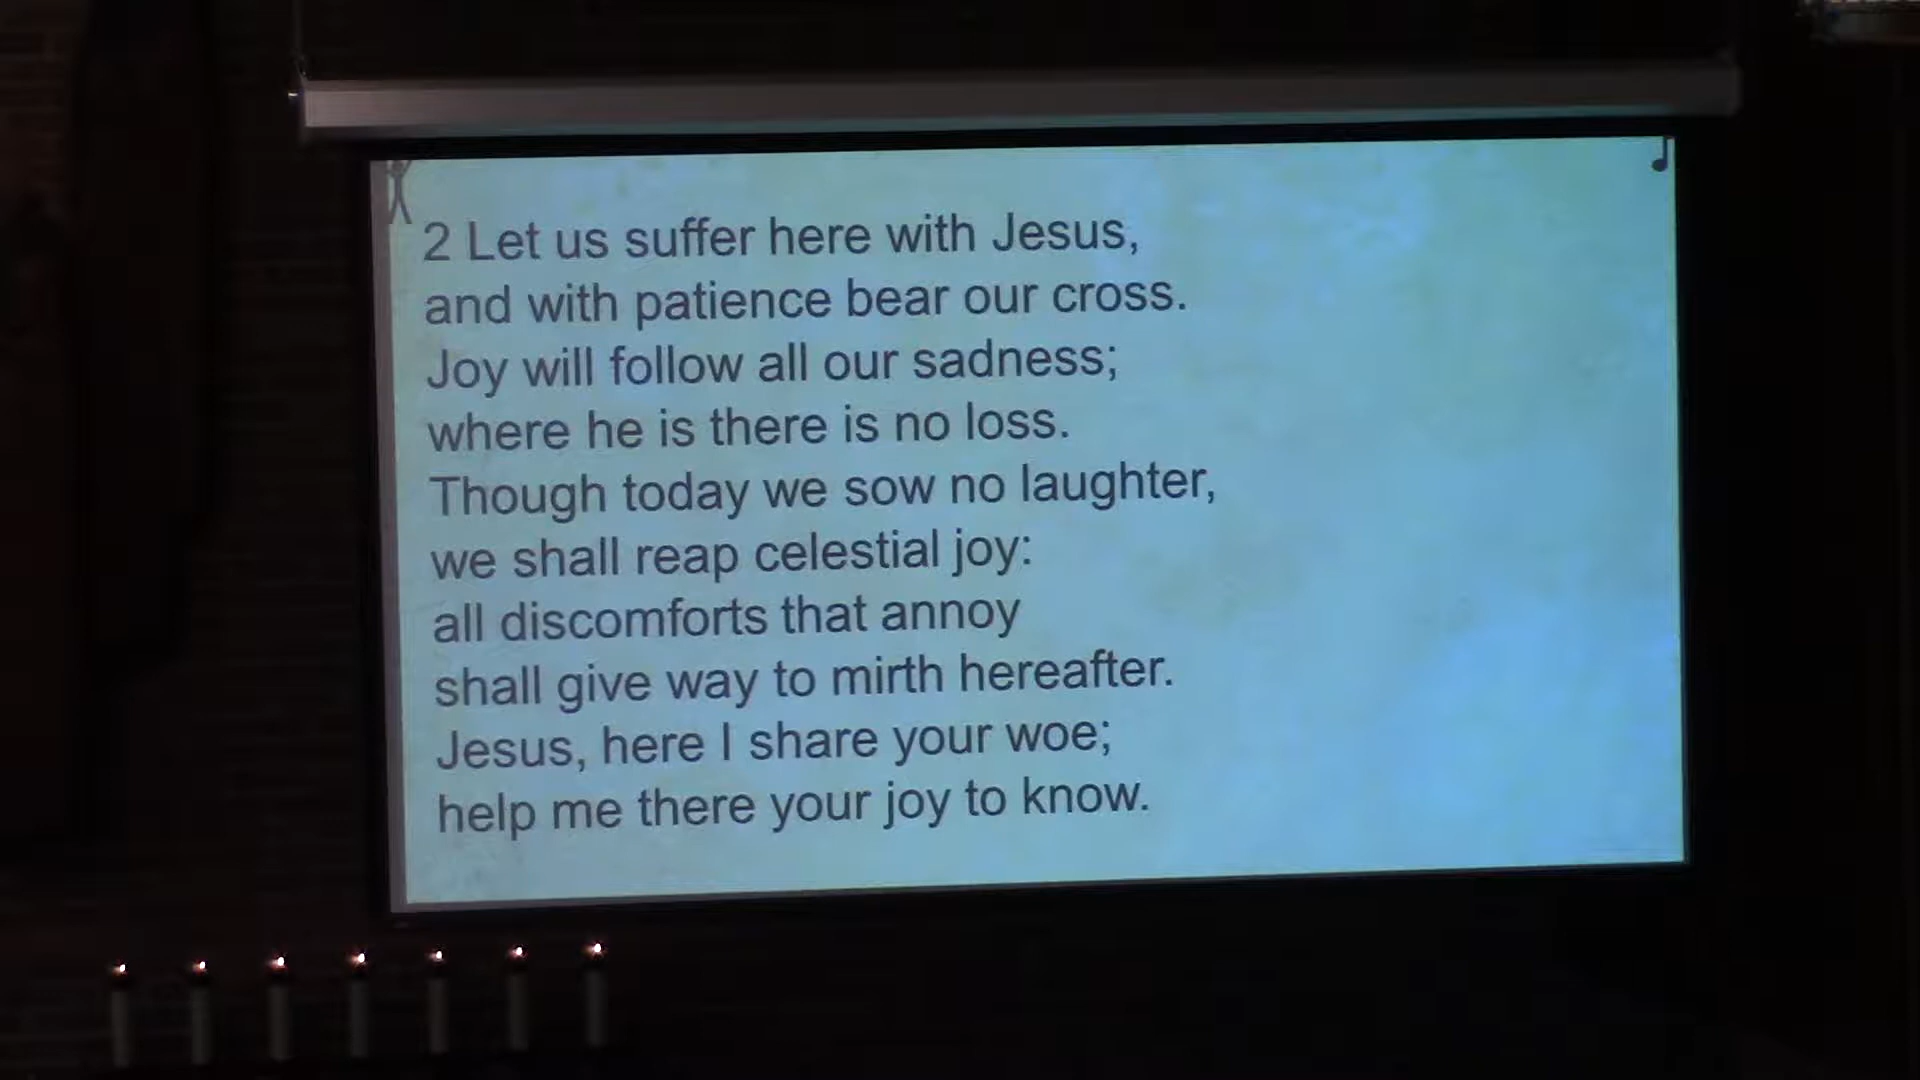 2 Let us suffer here with Jesus,
and with patience bear our cross.
Joy will follow all our sadness;
where he is there is no loss.
Though today we sow no laughter,
we shall reap celestial joy:
all discomforts that annoy
shall give way to mirth hereafter.
Jesus, here I share your woe;
help me there your joy to know.